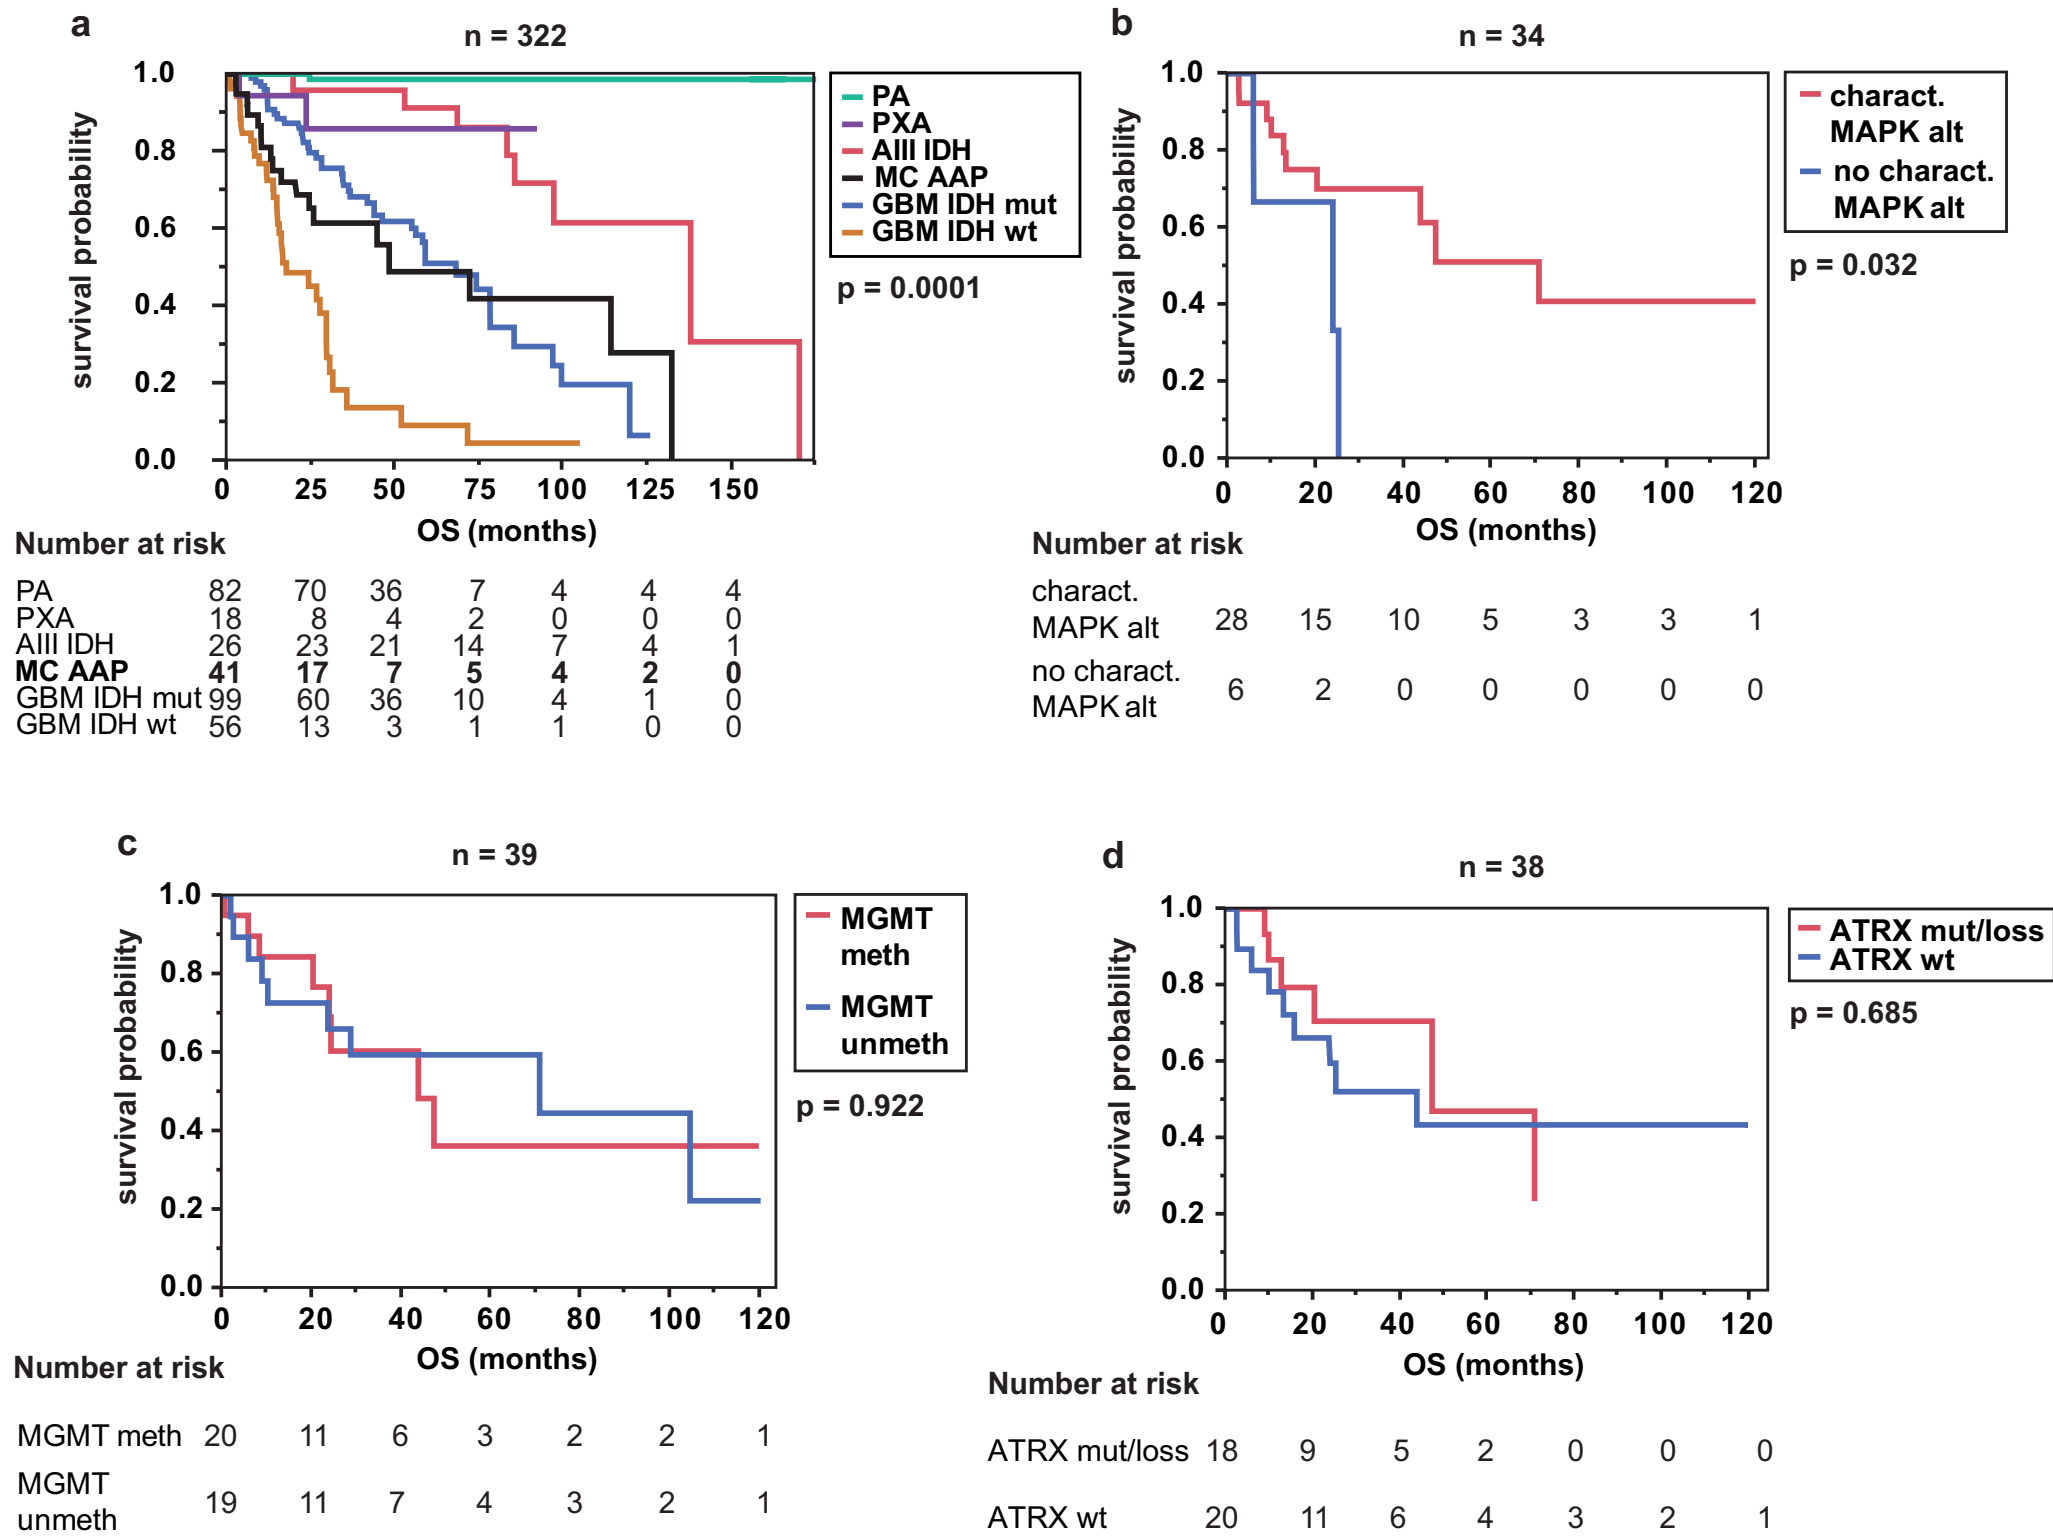 a
n = 322
1.0
0.8
0.6
0.4
0.2
0.0
survival probability
0 25 50 75 100 125 150
OS (months)
PA
PXA
AIII IDH
MC AAP
GBM IDH mut
GBM IDH wt
p = 0.0001
Number at risk
PA 82 70 36 7 4 4 4
PXA 18 8 4 2 0 0 0
AIII IDH 26 23 21 14 7 4 1
MC AAP 41 17 7 5 4 2 0
GBM IDH mut 99 60 36 10 4 1 0
GBM IDH wt 56 13 3 1 1 0 0
b
n = 34
1.0
0.8
0.6
0.4
0.2
0.0
survival probability
0 20 40 60 80 100 120
OS (months)
charact.
MAPK alt
no charact.
MAPK alt
p = 0.032
Number at risk
charact.
MAPK alt 28 15 10 5 3 3 1
no charact.
MAPK alt 6 2 0 0 0 0 0
c
n = 39
1.0
0.8
0.6
0.4
0.2
0.0
survival probability
0 20 40 60 80 100 120
OS (months)
MGMT
meth
MGMT
unmeth
p = 0.922
Number at risk
MGMT meth 20 11 6 3 2 2 1
MGMT
unmeth 19 11 7 4 3 2 1
d
n = 38
1.0
0.8
0.6
0.4
0.2
0.0
survival probability
0 20 40 60 80 100 120
OS (months)
ATRX mut/loss
ATRX wt
p = 0.685
Number at risk
ATRX mut/loss 18 9 5 2 0 0 0
ATRX wt 20 11 6 4 3 2 1